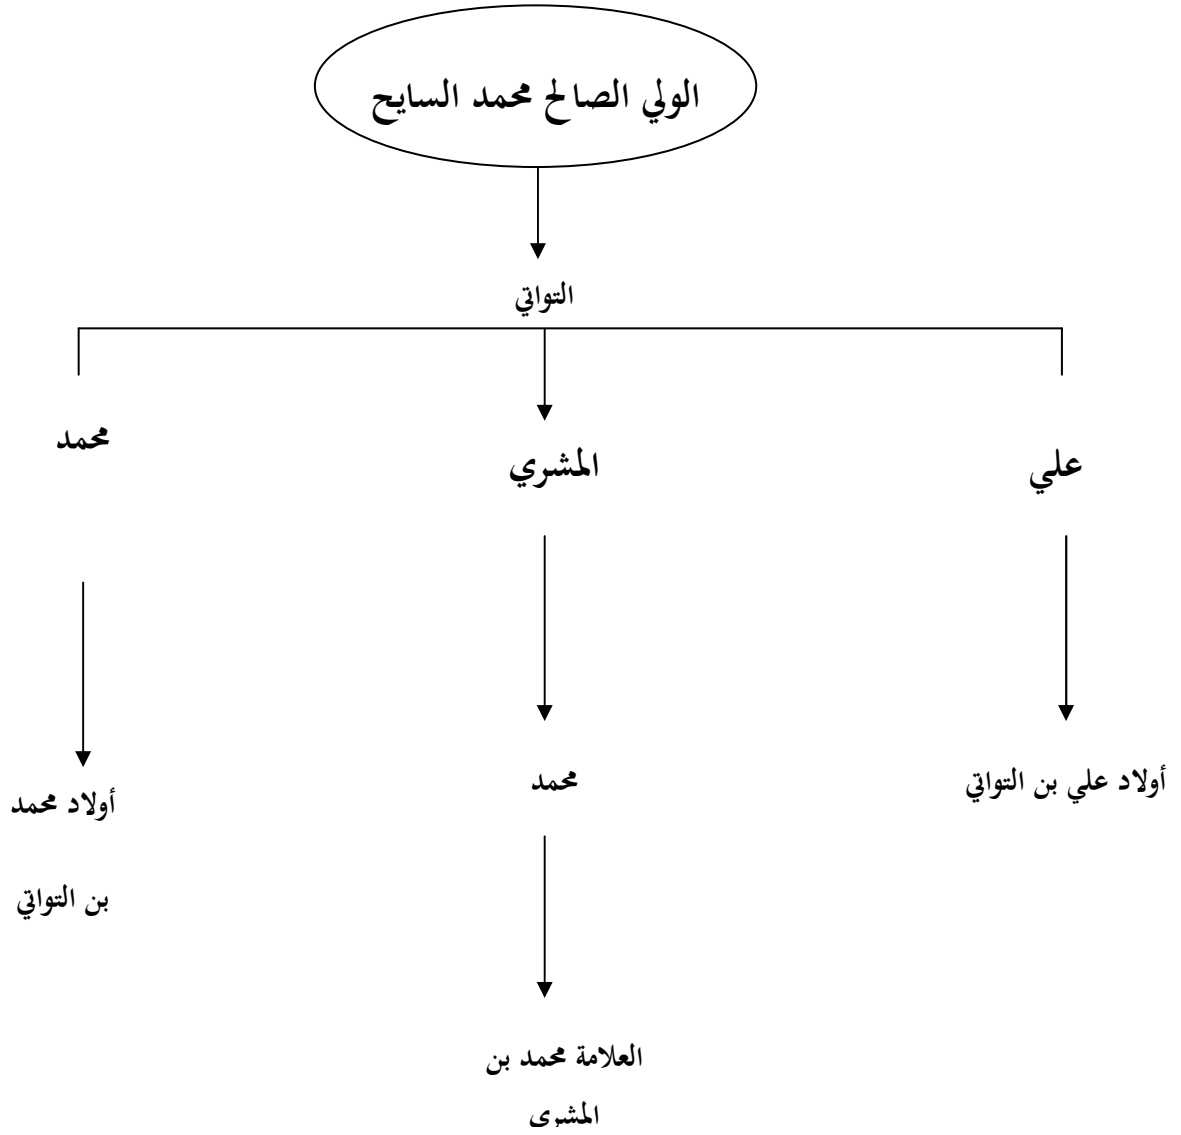 الولي الصالح محمد السايح
التواتي
علي
المشري
محمد
أولاد علي بن التواتي
محمد
أولاد محمد
بن التواتي
العلامة محمد بن
المشري